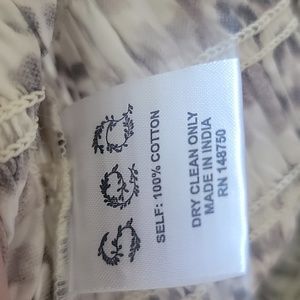 SELF: 100% COTTON
DRY CLEAN ONLY
MADE IN INDIA
RN 148750